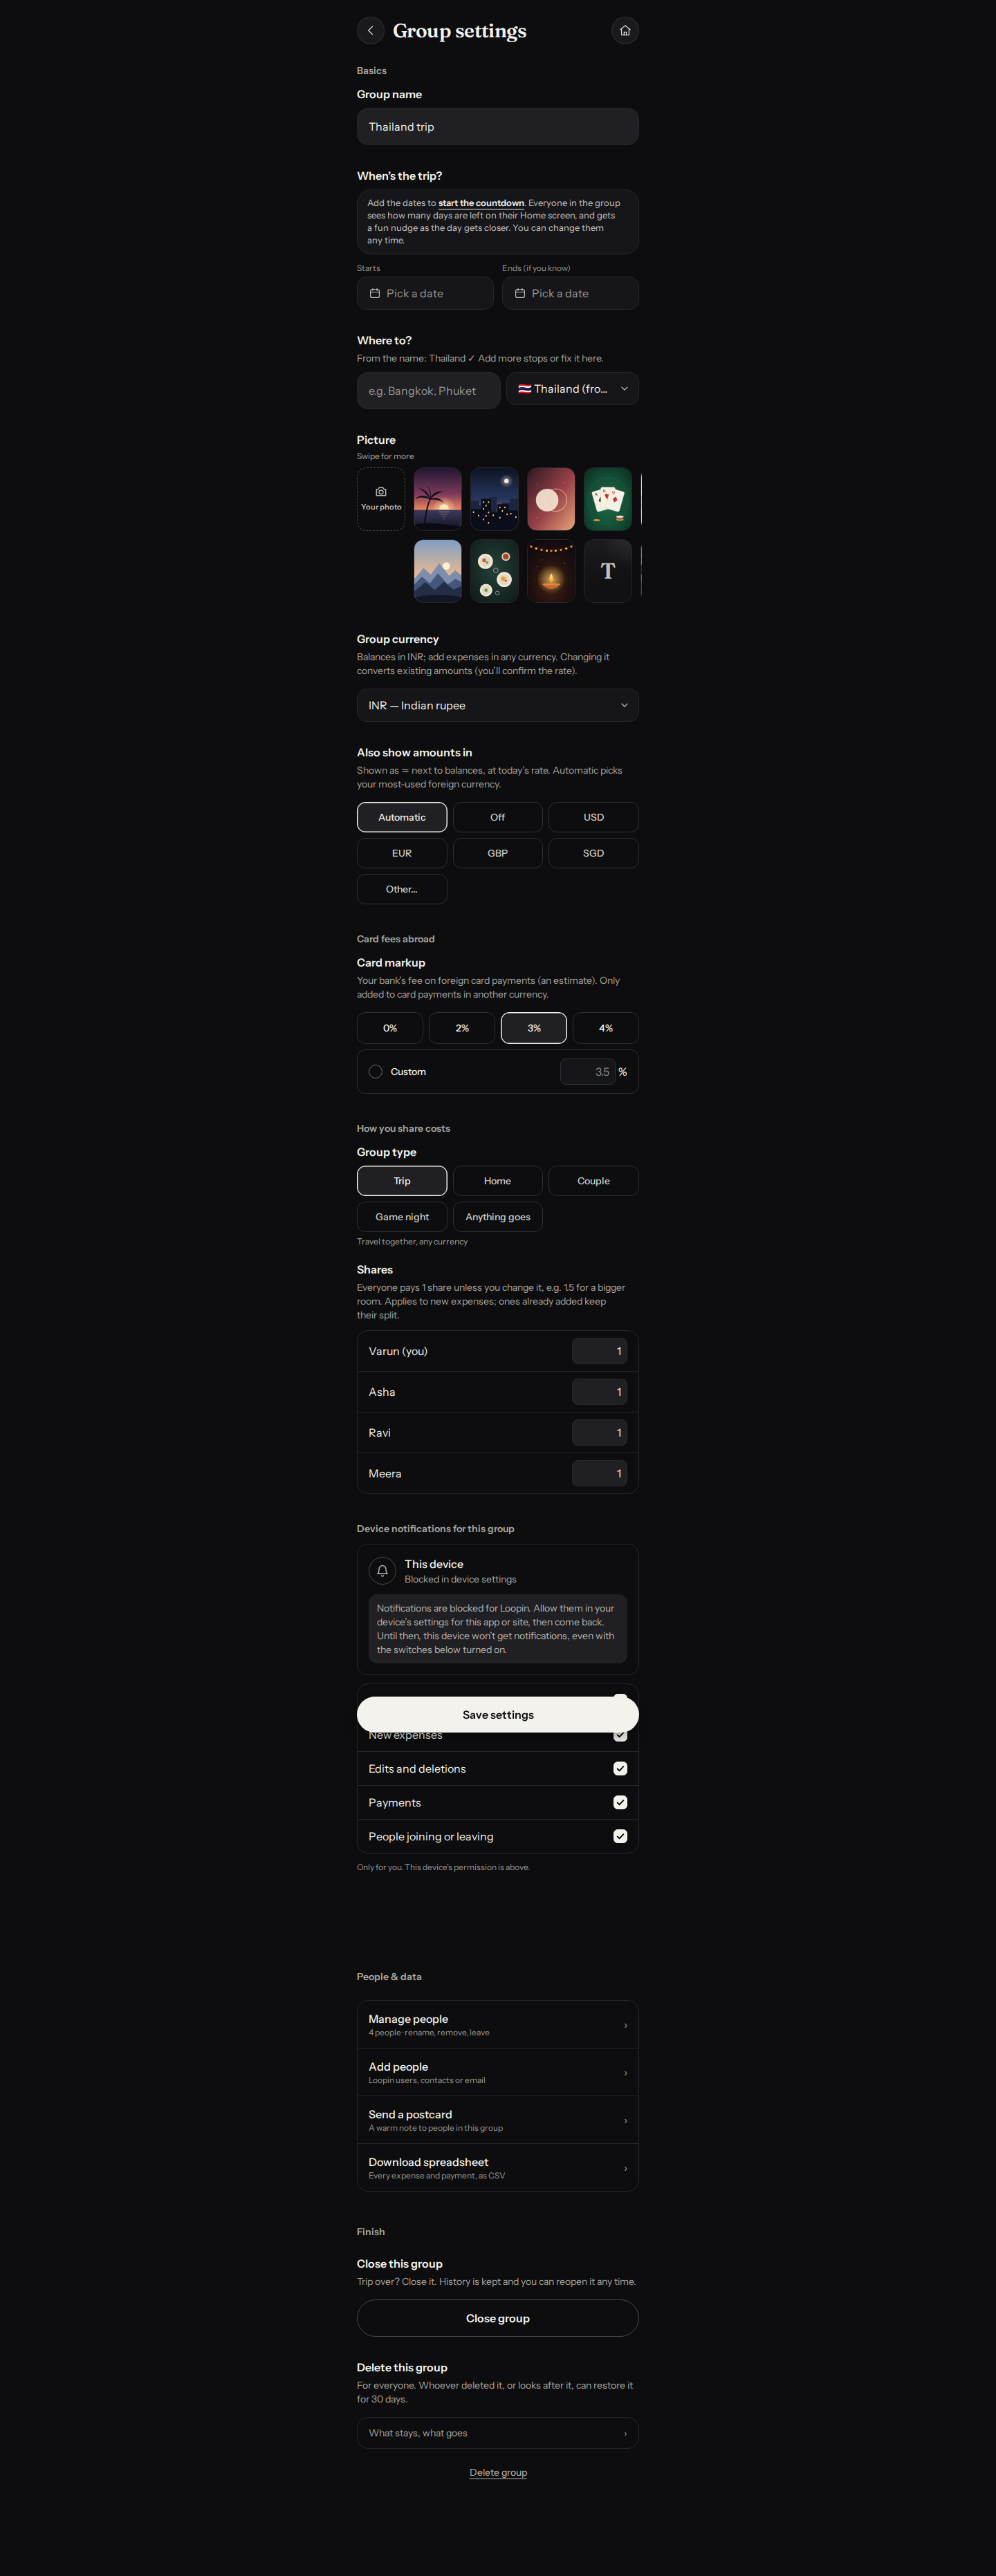 Group settings
Basics
Group name
Thailand trip
When's the trip?
Add the dates to start the countdown. Everyone in the group
sees how many days are left on their Home screen, and gets
a fun nudge as the day gets closer. You can change them
any time.
Starts
Ends (if you know)
Pick a date
Pick a date
Where to?
From the name: Thailand ✓ Add more stops or fix it here.
e.g. Bangkok, Phuket
Thailand (fro...
Picture
Swipe for more
Your photo
T
Group currency
Balances in INR; add expenses in any currency. Changing it
converts existing amounts (you'll confirm the rate).
INR — Indian rupee
Also show amounts in
Shown as ≈ next to balances, at today's rate. Automatic picks
your most-used foreign currency.
Automatic
Off
USD
EUR
GBP
SGD
Other...
Card fees abroad
Card markup
Your bank's fee on foreign card payments (an estimate). Only
added to card payments in another currency.
0%
2%
3%
4%
Custom
3.5 %
How you share costs
Group type
Trip
Home
Couple
Game night
Anything goes
Travel together, any currency
Shares
Everyone pays 1 share unless you change it, e.g. 1.5 for a bigger
room. Applies to new expenses; ones already added keep
their split.
Varun (you)
1
Asha
1
Ravi
1
Meera
1
Device notifications for this group
This device
Blocked in device settings
Notifications are blocked for Loopin. Allow them in your
device's settings for this app or site, then come back.
Until then, this device won't get notifications, even with
the switches below turned on.
Save settings
New expenses
Edits and deletions
Payments
People joining or leaving
Only for you. This device's permission is above.
People & data
Manage people
4 people · rename, remove, leave
Add people
Loopin users, contacts or email
Send a postcard
A warm note to people in this group
Download spreadsheet
Every expense and payment, as CSV
Finish
Close this group
Trip over? Close it. History is kept and you can reopen it any time.
Close group
Delete this group
For everyone. Whoever deleted it, or looks after it, can restore it
for 30 days.
What stays, what goes
Delete group